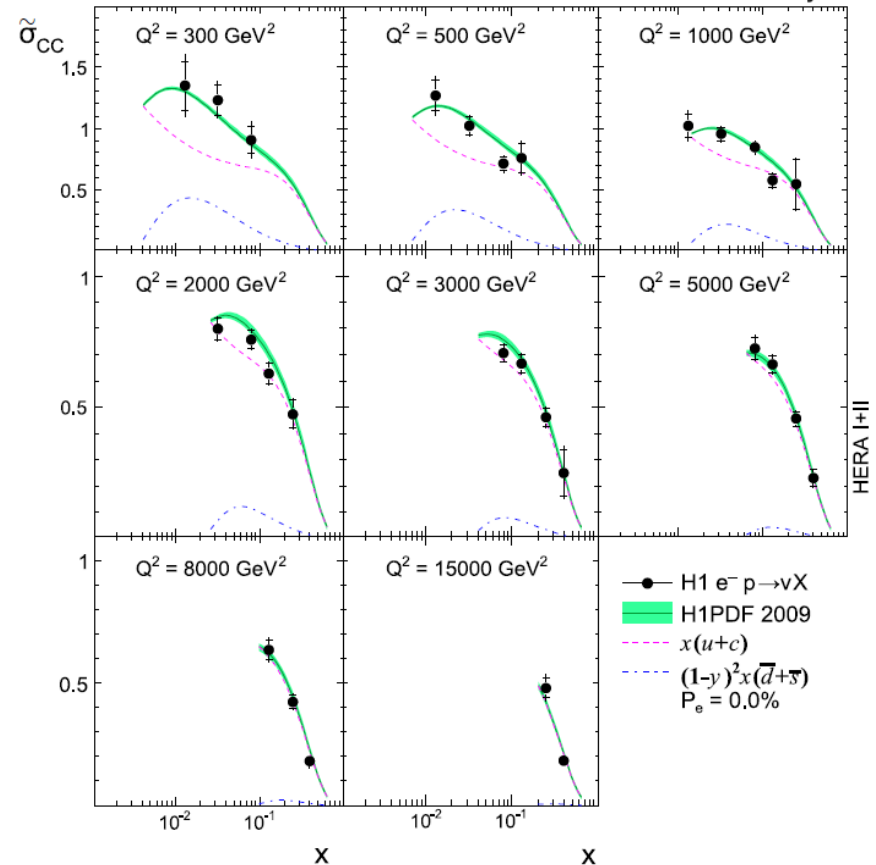 σ̃CC
Q² = 300 GeV²
Q² = 500 GeV²
Q² = 1000 GeV²
1.5
1
0.5
Q² = 2000 GeV²
Q² = 3000 GeV²
Q² = 5000 GeV²
1
0.5
HERA I+II
Q² = 8000 GeV²
Q² = 15000 GeV²
1
0.5
H1 e⁻ p→νX
H1PDF 2009
x(u+c)
(1-y)²x(d̅+s̅)
Pₑ = 0.0%
10⁻² 10⁻¹ 10⁻² 10⁻¹
x x